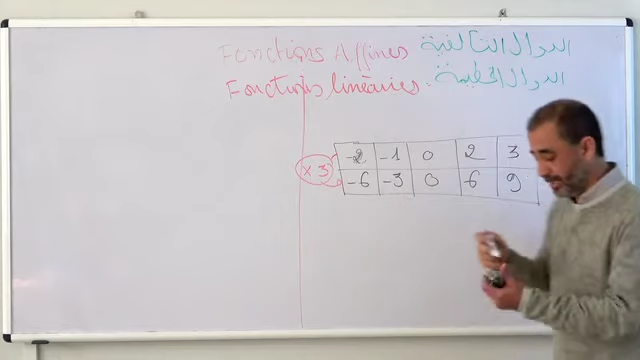 Fonctions Affines الدوال التآلفية
Fonctions linéaires. الدوال الخطية
-2 -1 0 2 3
× 3
-6 -3 0 6 9